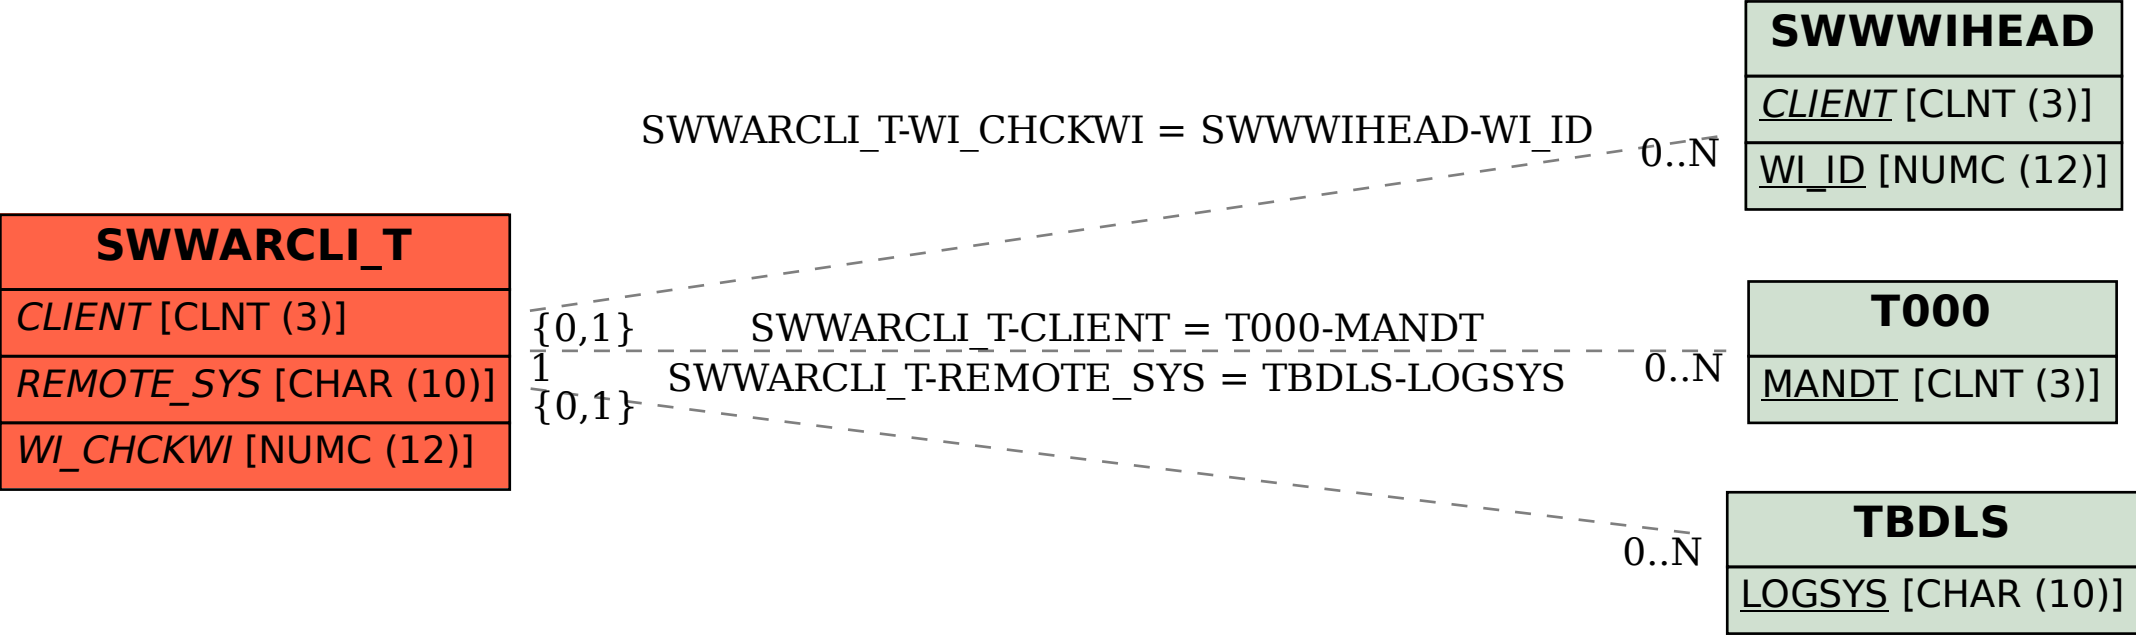 SWWARCLI_T
CLIENT [CLNT (3)]
REMOTE_SYS [CHAR (10)]
WI_CHCKWI [NUMC (12)]
SWWARCLI_T-WI_CHCKWI = SWWWIHEAD-WI_ID
0..N
{0,1}
SWWARCLI_T-CLIENT = T000-MANDT
1
0..N
SWWARCLI_T-REMOTE_SYS = TBDLS-LOGSYS
{0,1}
0..N
SWWWIHEAD
CLIENT [CLNT (3)]
WI_ID [NUMC (12)]
T000
MANDT [CLNT (3)]
TBDLS
LOGSYS [CHAR (10)]